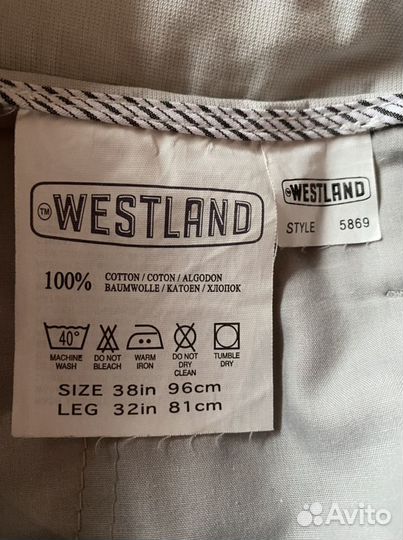 TM WESTLAND
100% COTTON / COTON / ALGODON
BAUMWOLLE / KATOEN / ХЛОПОК
40°
MACHINE WASH
DO NOT BLEACH
WARM IRON
DO NOT DRY CLEAN
TUMBLE DRY
SIZE 38in 96cm
LEG 32in 81cm
WESTLAND
STYLE 5869
Avito